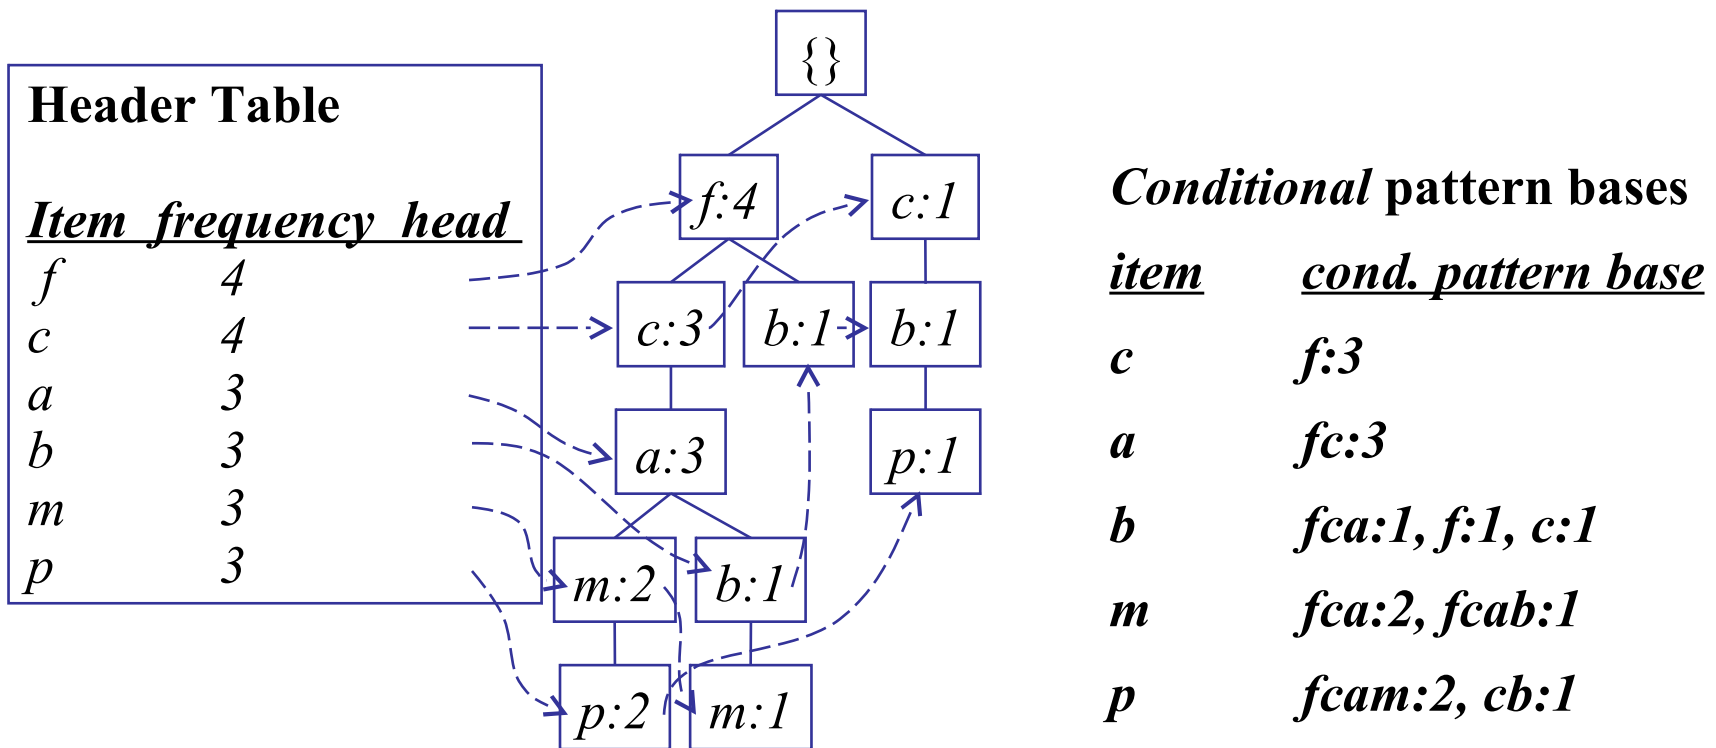 Header Table
Item frequency head
f 4
c 4
a 3
b 3
m 3
p 3
{}
f:4 c:1
c:3 b:1 b:1
a:3 p:1
m:2 b:1
p:2 m:1
Conditional pattern bases
item cond. pattern base
c f:3
a fc:3
b fca:1, f:1, c:1
m fca:2, fcab:1
p fcam:2, cb:1